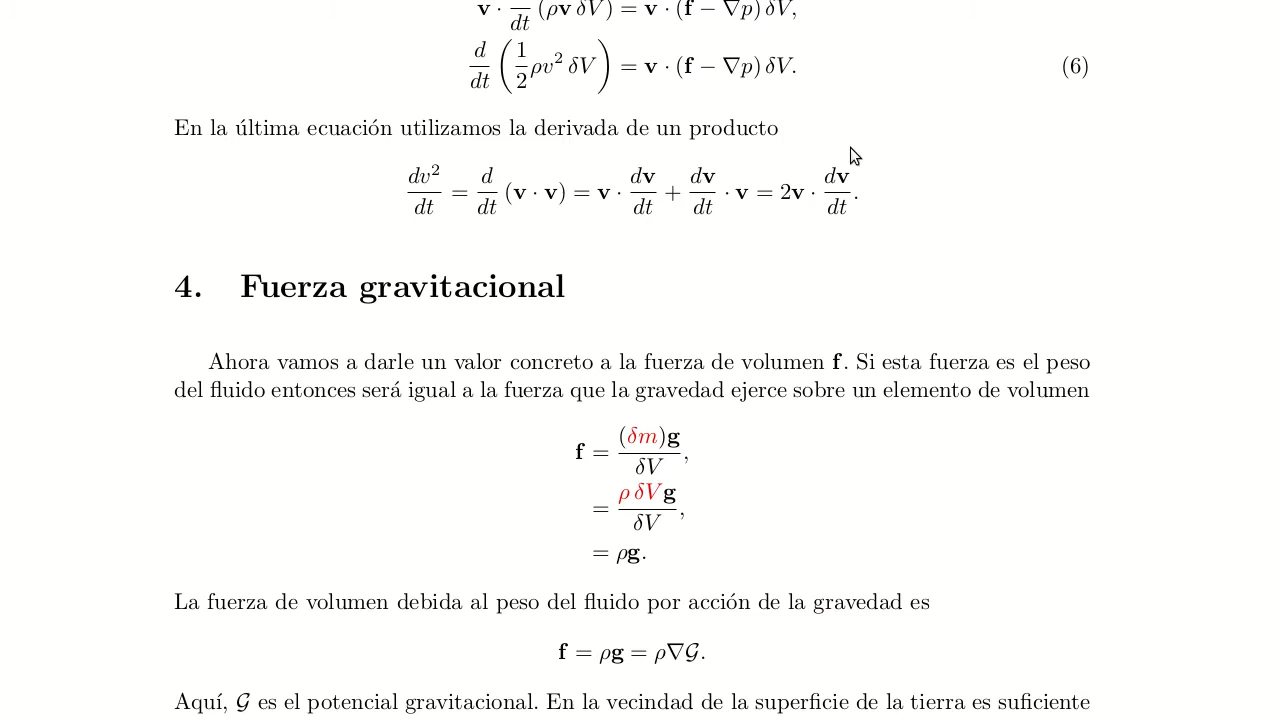 v · d/dt (ρv δV) = v · (f − ∇p) δV,
d/dt (1/2 ρv² δV) = v · (f − ∇p) δV. (6)
En la última ecuación utilizamos la derivada de un producto
dv²/dt = d/dt (v · v) = v · dv/dt + dv/dt · v = 2v · dv/dt.
4. Fuerza gravitacional
Ahora vamos a darle un valor concreto a la fuerza de volumen f. Si esta fuerza es el peso
del fluido entonces será igual a la fuerza que la gravedad ejerce sobre un elemento de volumen
f = (δm)g/δV,
= ρ δV g/δV,
= ρg.
La fuerza de volumen debida al peso del fluido por acción de la gravedad es
f = ρg = ρ∇𝒢.
Aquí, 𝒢 es el potencial gravitacional. En la vecindad de la superficie de la tierra es suficiente